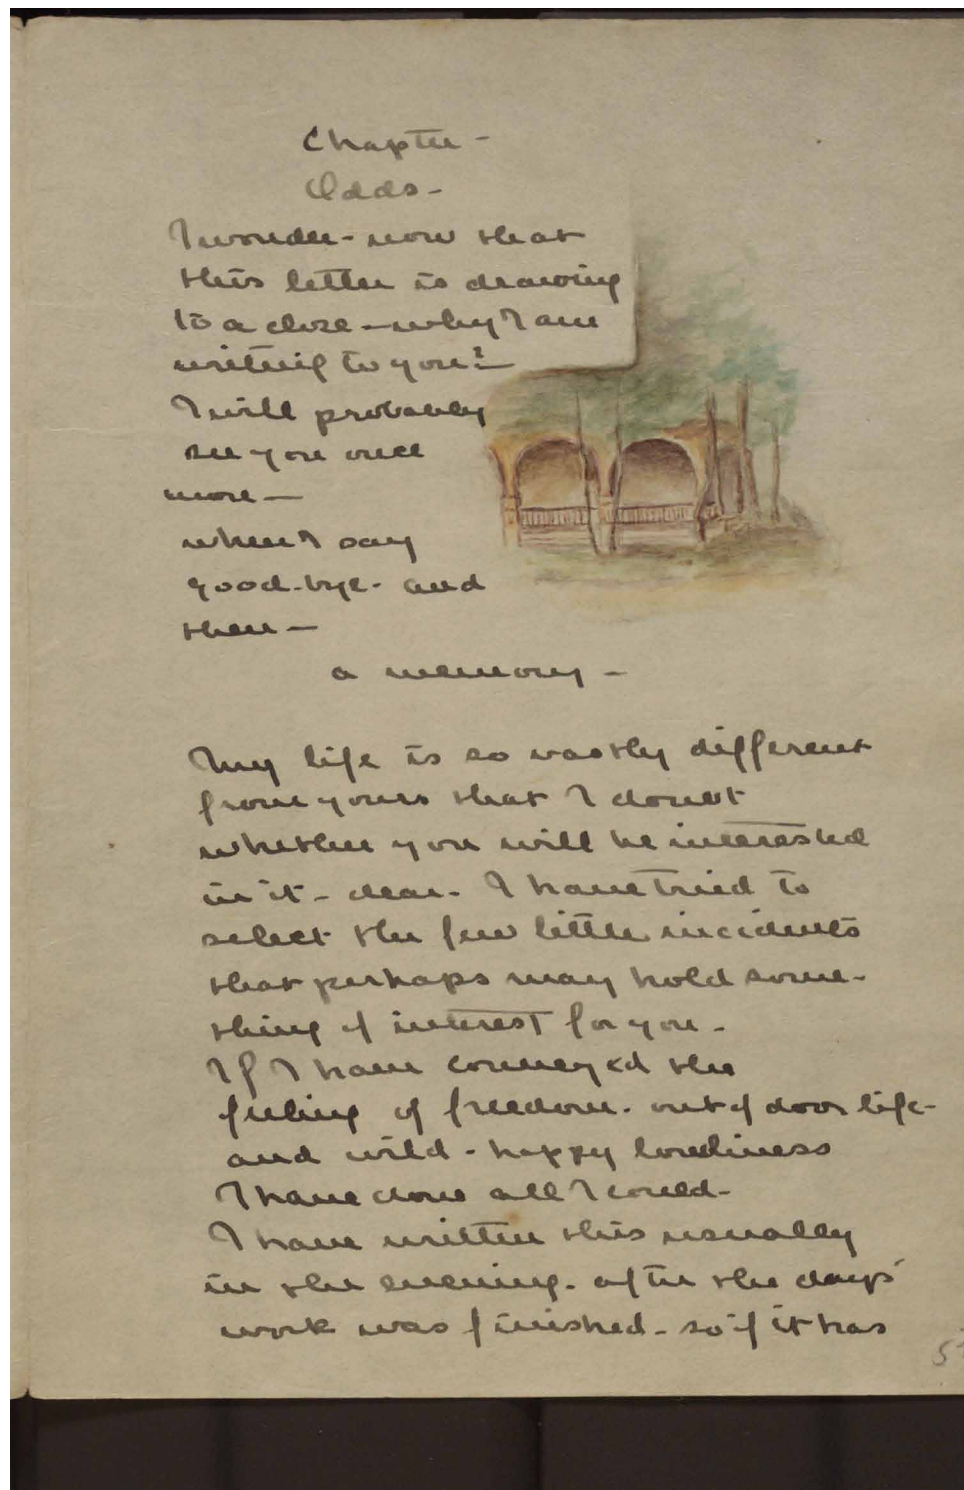 Chapter -
Odds -
I wonder - now that
this letter is drawing
to a close - why I am
writing to you?
I will probably
see you once
more -
when I say
good-bye - and
then -
a memory -
My life is so vastly different
from yours that I doubt
whether you will be interested
in it - dear - I have tried to
select the few little incidents
that perhaps may hold some-
thing of interest for you -
If I have conveyed the
feeling of freedom - out of door life -
and wild - happy loneliness
I have done all I could -
I have written this usually
in the evening - after the days'
work was finished - so if it has